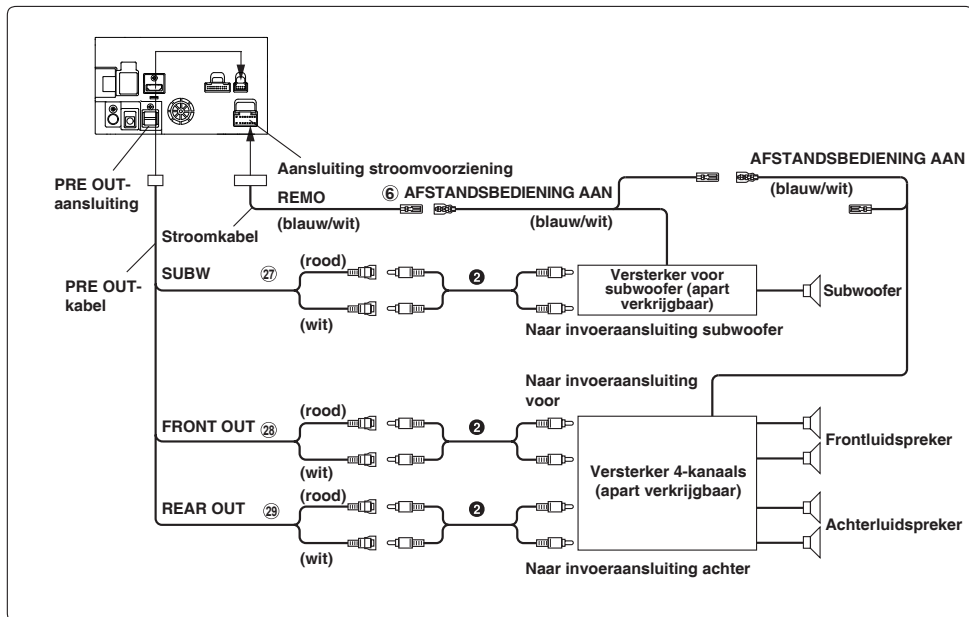 Aansluiting stroomvoorziening
AFSTANDSBEDIENING AAN
PRE OUT-
aansluiting
REMO
⑥ AFSTANDSBEDIENING AAN
(blauw/wit)
(blauw/wit)
(blauw/wit)
Stroomkabel
PRE OUT-
kabel
SUBW
㉗
(rood)
(wit)
❷
Versterker voor
subwoofer (apart
verkrijgbaar)
Subwoofer
Naar invoeraansluiting subwoofer
Naar invoeraansluiting
voor
FRONT OUT ㉘
(rood)
(wit)
❷
Versterker 4-kanaals
(apart verkrijgbaar)
Frontluidspreker
REAR OUT ㉙
(rood)
(wit)
❷
Achterluidspreker
Naar invoeraansluiting achter